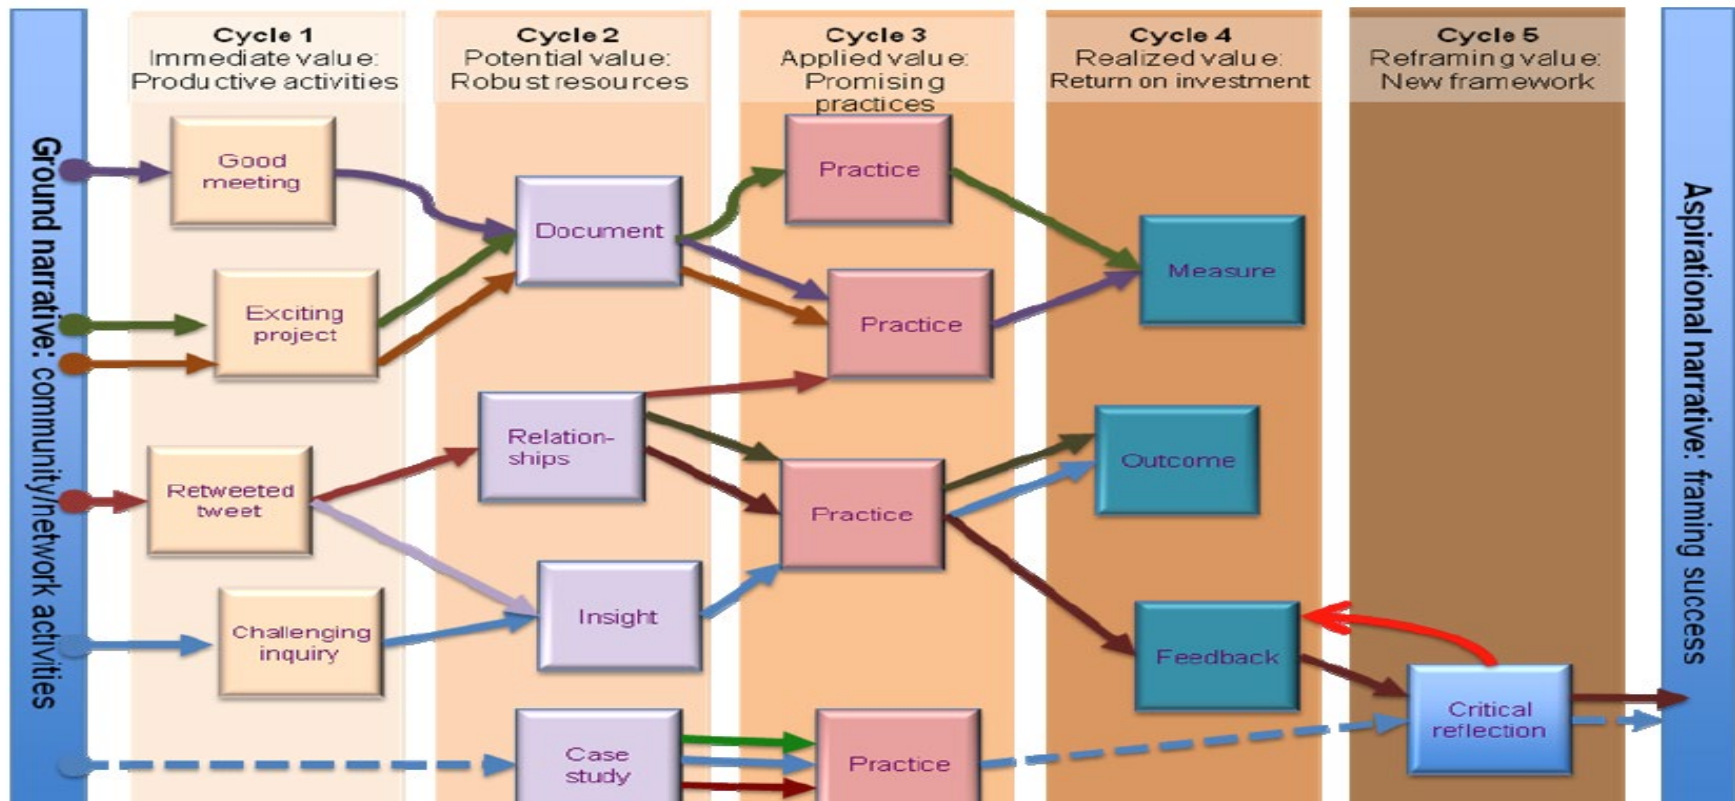 Cycle 1
Immediate value:
Productive activities
Cycle 2
Potential value:
Robust resources
Cycle 3
Applied value:
Promising
practices
Cycle 4
Realized value:
Return on investment
Cycle 5
Reframing value:
New framework
Ground narrative: community/network activities
Good
meeting
Exciting
project
Retweeted
tweet
Challenging
inquiry
Document
Relation-
ships
Insight
Case
study
Practice
Practice
Practice
Practice
Measure
Outcome
Feedback
Critical
reflection
Aspirational narrative: framing success